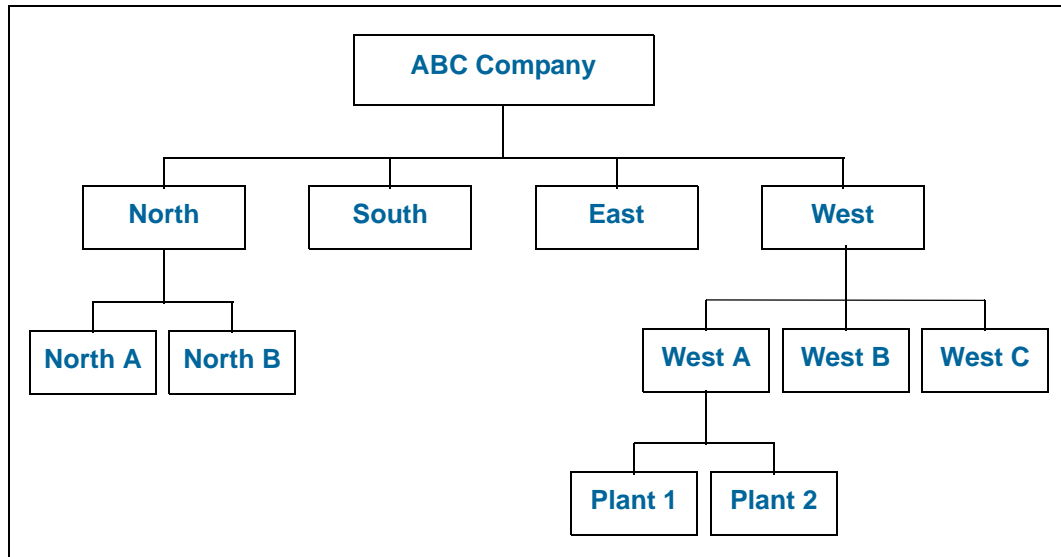 ABC Company
North
South
East
West
North A
North B
West A
West B
West C
Plant 1
Plant 2